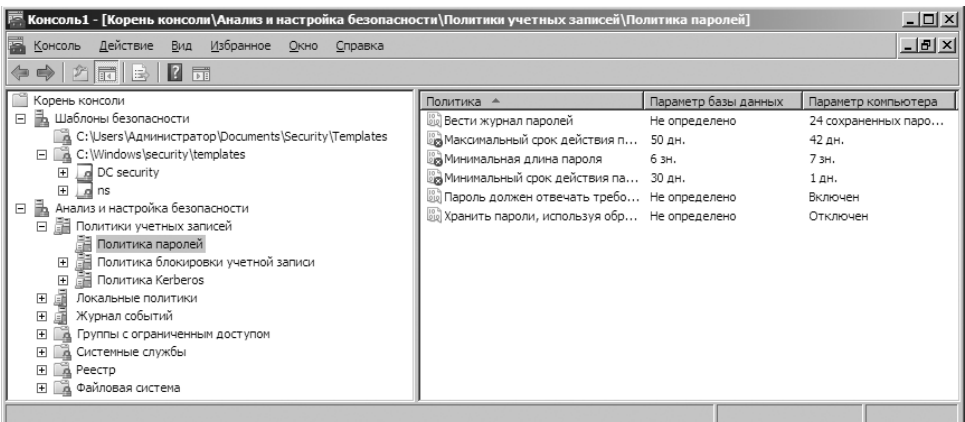 Консоль1 - [Корень консоли\Анализ и настройка безопасности\Политики учетных записей\Политика паролей]
Консоль Действие Вид Избранное Окно Справка
Корень консоли
Шаблоны безопасности
C:\Users\Администратор\Documents\Security\Templates
C:\Windows\security\templates
DC security
ns
Анализ и настройка безопасности
Политики учетных записей
Политика паролей
Политика блокировки учетной записи
Политика Kerberos
Локальные политики
Журнал событий
Группы с ограниченным доступом
Системные службы
Реестр
Файловая система
Политика Параметр базы данных Параметр компьютера
Вести журнал паролей Не определено 24 сохраненных паро...
Максимальный срок действия п... 50 дн. 42 дн.
Минимальная длина пароля 6 зн. 7 зн.
Минимальный срок действия па... 30 дн. 1 дн.
Пароль должен отвечать требо... Не определено Включен
Хранить пароли, используя обр... Не определено Отключен